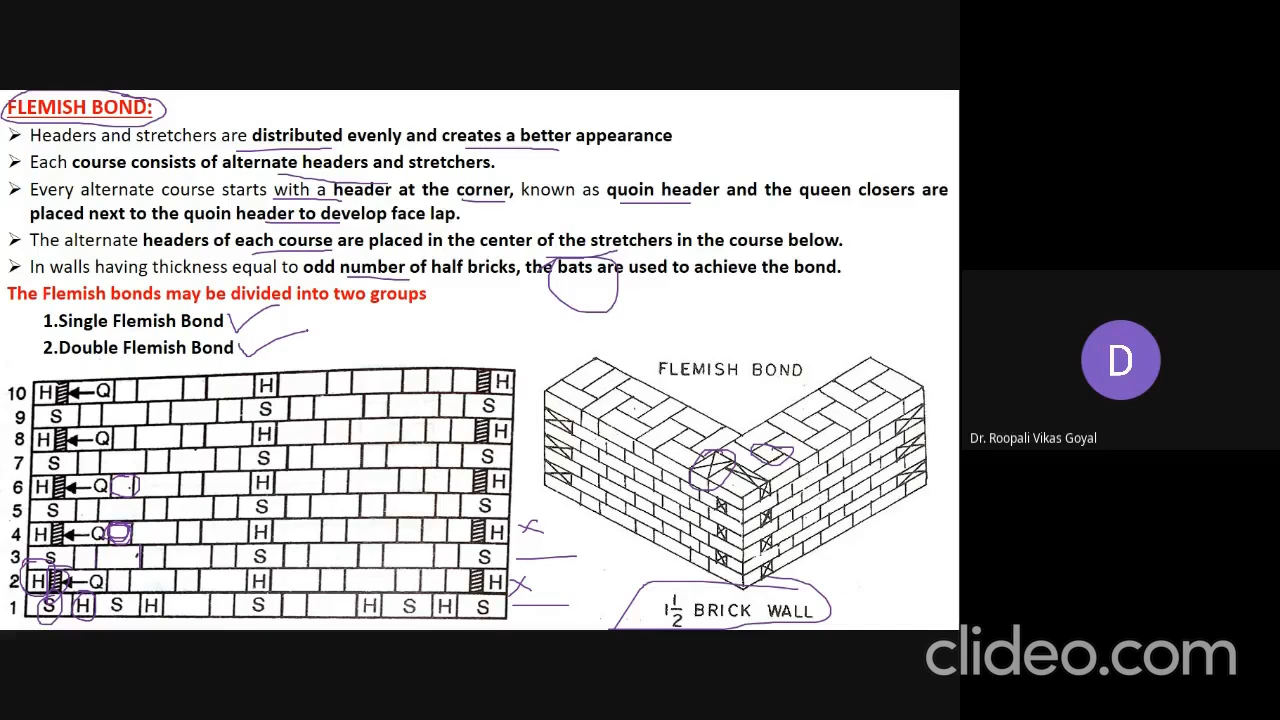 FLEMISH BOND:
➢ Headers and stretchers are distributed evenly and creates a better appearance
➢ Each course consists of alternate headers and stretchers.
➢ Every alternate course starts with a header at the corner, known as quoin header and the queen closers are
placed next to the quoin header to develop face lap.
➢ The alternate headers of each course are placed in the center of the stretchers in the course below.
➢ In walls having thickness equal to odd number of half bricks, the bats are used to achieve the bond.
The Flemish bonds may be divided into two groups
1.Single Flemish Bond
2.Double Flemish Bond
10 H Q H H
9 S S S
8 H Q H H
7 S S S
6 H Q H H
5 S S S
4 H Q H H
3 S S S
2 H Q H H
1 S H S H S H S H S
FLEMISH BOND
1 1/2 BRICK WALL
D
Dr. Roopali Vikas Goyal
clideo.com